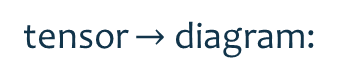 tensor → diagram: